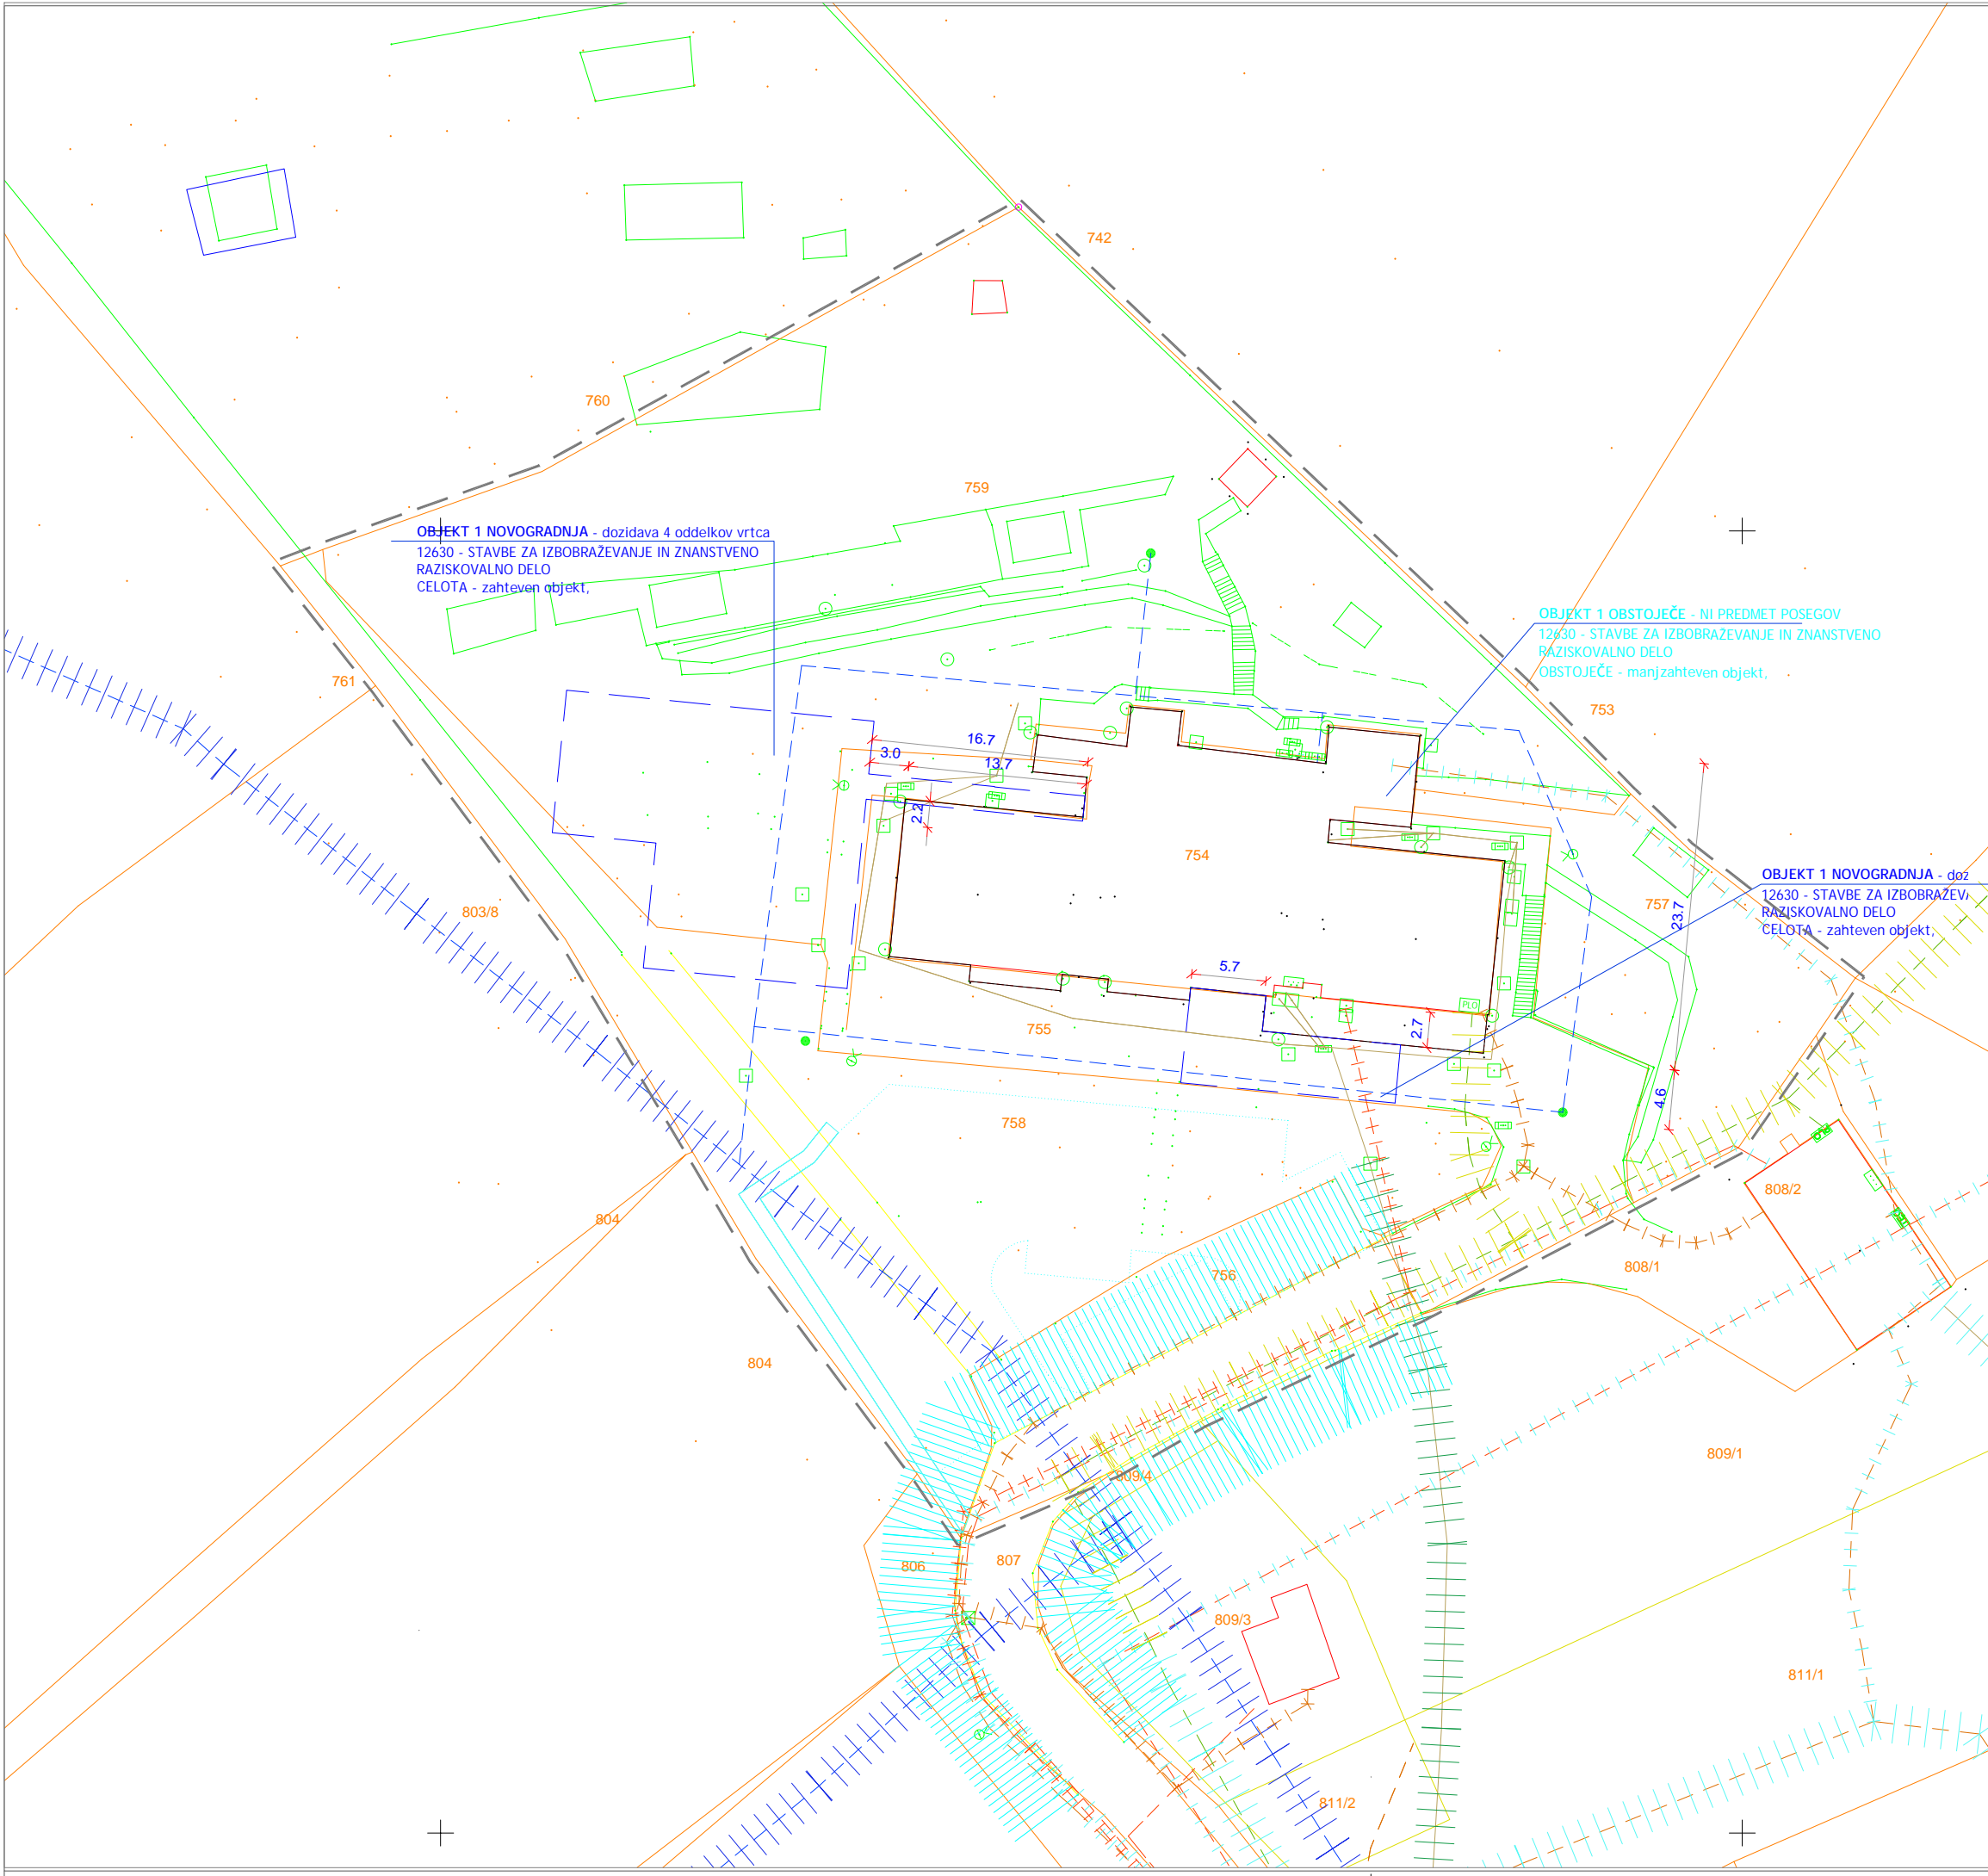 742
760
759
OBJEKT 1 NOVOGRADNJA - dozidava 4 oddelkov vrtca
12630 - STAVBE ZA IZBOBRAŽEVANJE IN ZNANSTVENO
RAZISKOVALNO DELO
CELOTA - zahteven objekt,
OBJEKT 1 OBSTOJEČE - NI PREDMET POSEGOV
12630 - STAVBE ZA IZBOBRAŽEVANJE IN ZNANSTVENO
RAZISKOVALNO DELO
OBSTOJEČE - manjzahteven objekt,
761
753
16.7
3.0
13.7
2.2
754
OBJEKT 1 NOVOGRADNJA - doz
12630 - STAVBE ZA IZBOBRAŽEV
RAZISKOVALNO DELO
CELOTA - zahteven objekt,
757
23.7
803/8
5.7
PLO
2.7
755
4.6
758
808/2
804
808/1
756
804
809/1
809/4
806
807
809/3
811/1
811/2